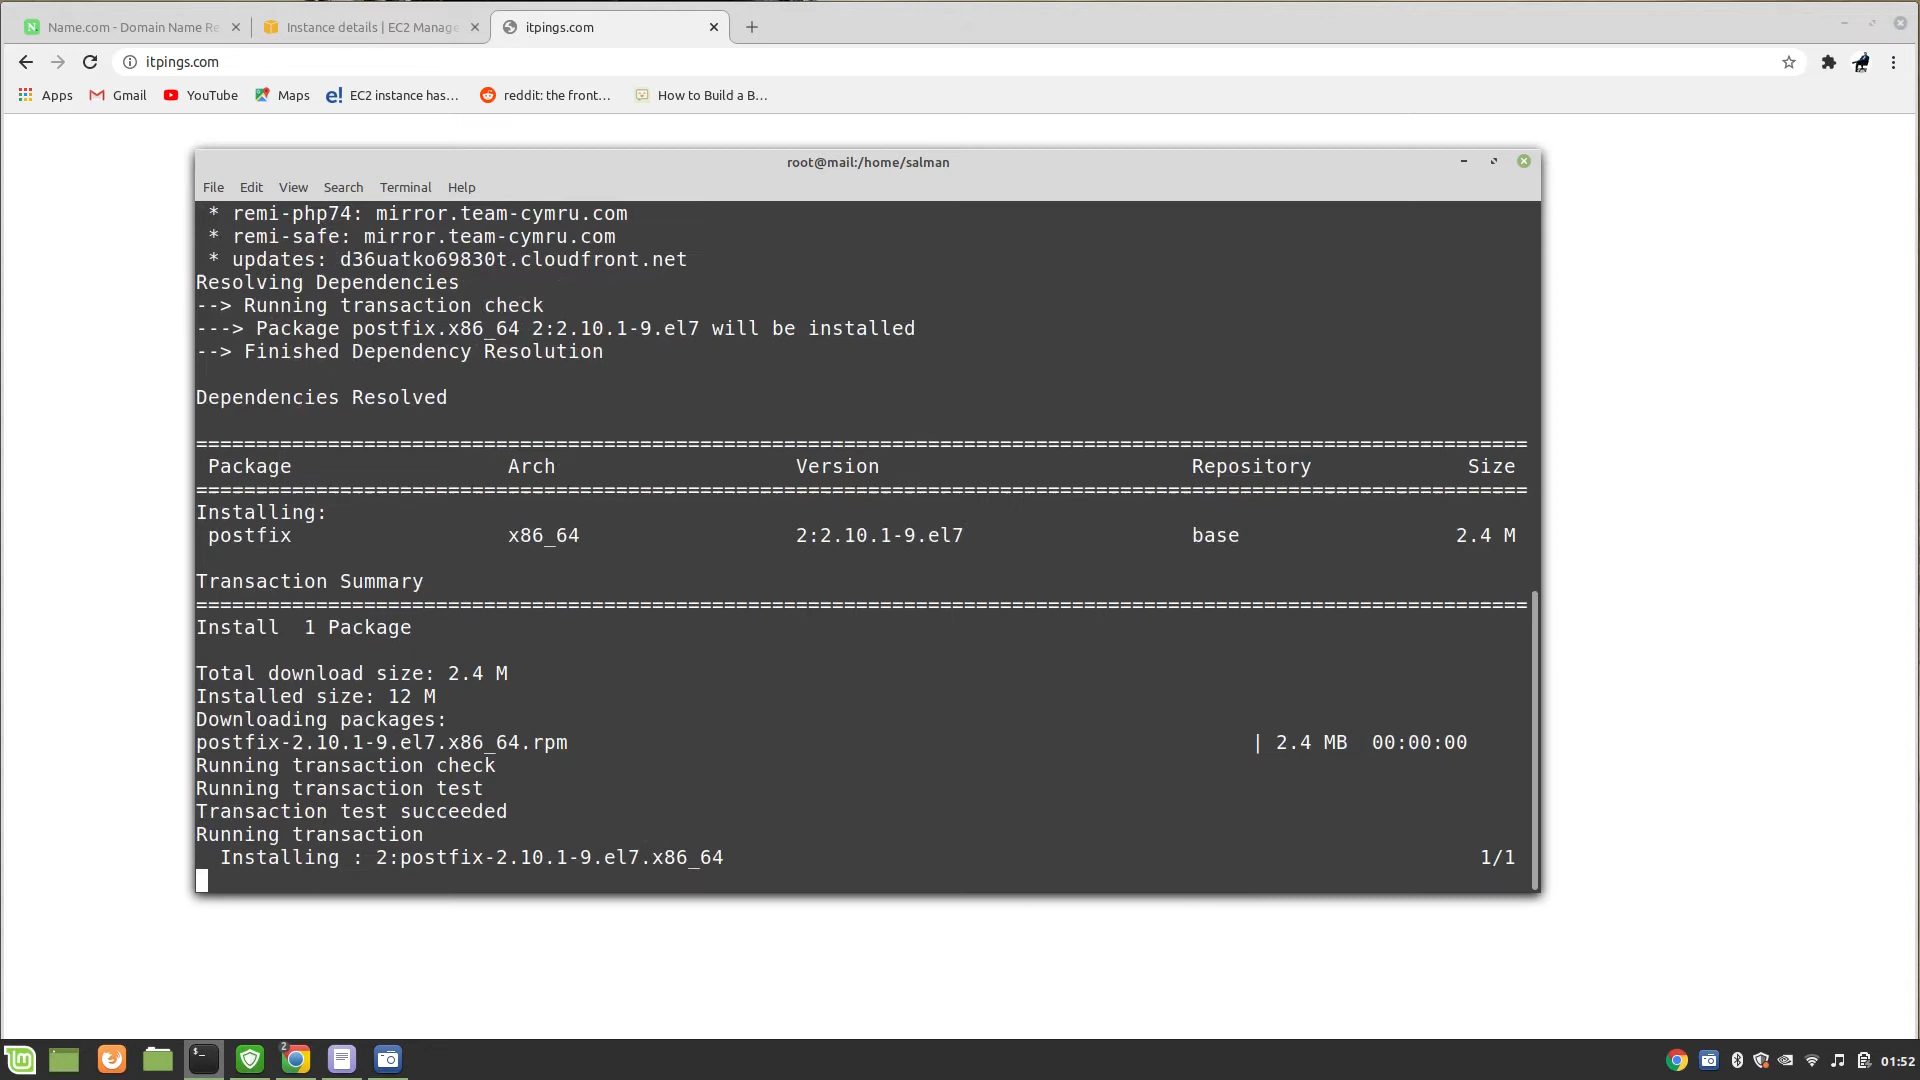 Name.com - Domain Name Re
Instance details | EC2 Manage
itpings.com
itpings.com
Apps
Gmail
YouTube
Maps
e! EC2 instance has...
reddit: the front...
How to Build a B...
root@mail:/home/salman
File Edit View Search Terminal Help
* remi-php74: mirror.team-cymru.com
* remi-safe: mirror.team-cymru.com
* updates: d36uatko69830t.cloudfront.net
Resolving Dependencies
--> Running transaction check
---> Package postfix.x86_64 2:2.10.1-9.el7 will be installed
--> Finished Dependency Resolution
Dependencies Resolved
===============================================================================================================
Package Arch Version Repository Size
===============================================================================================================
Installing:
postfix x86_64 2:2.10.1-9.el7 base 2.4 M
Transaction Summary
===============================================================================================================
Install 1 Package
Total download size: 2.4 M
Installed size: 12 M
Downloading packages:
postfix-2.10.1-9.el7.x86_64.rpm | 2.4 MB 00:00:00
Running transaction check
Running transaction test
Transaction test succeeded
Running transaction
Installing : 2:postfix-2.10.1-9.el7.x86_64 1/1
2
01:52